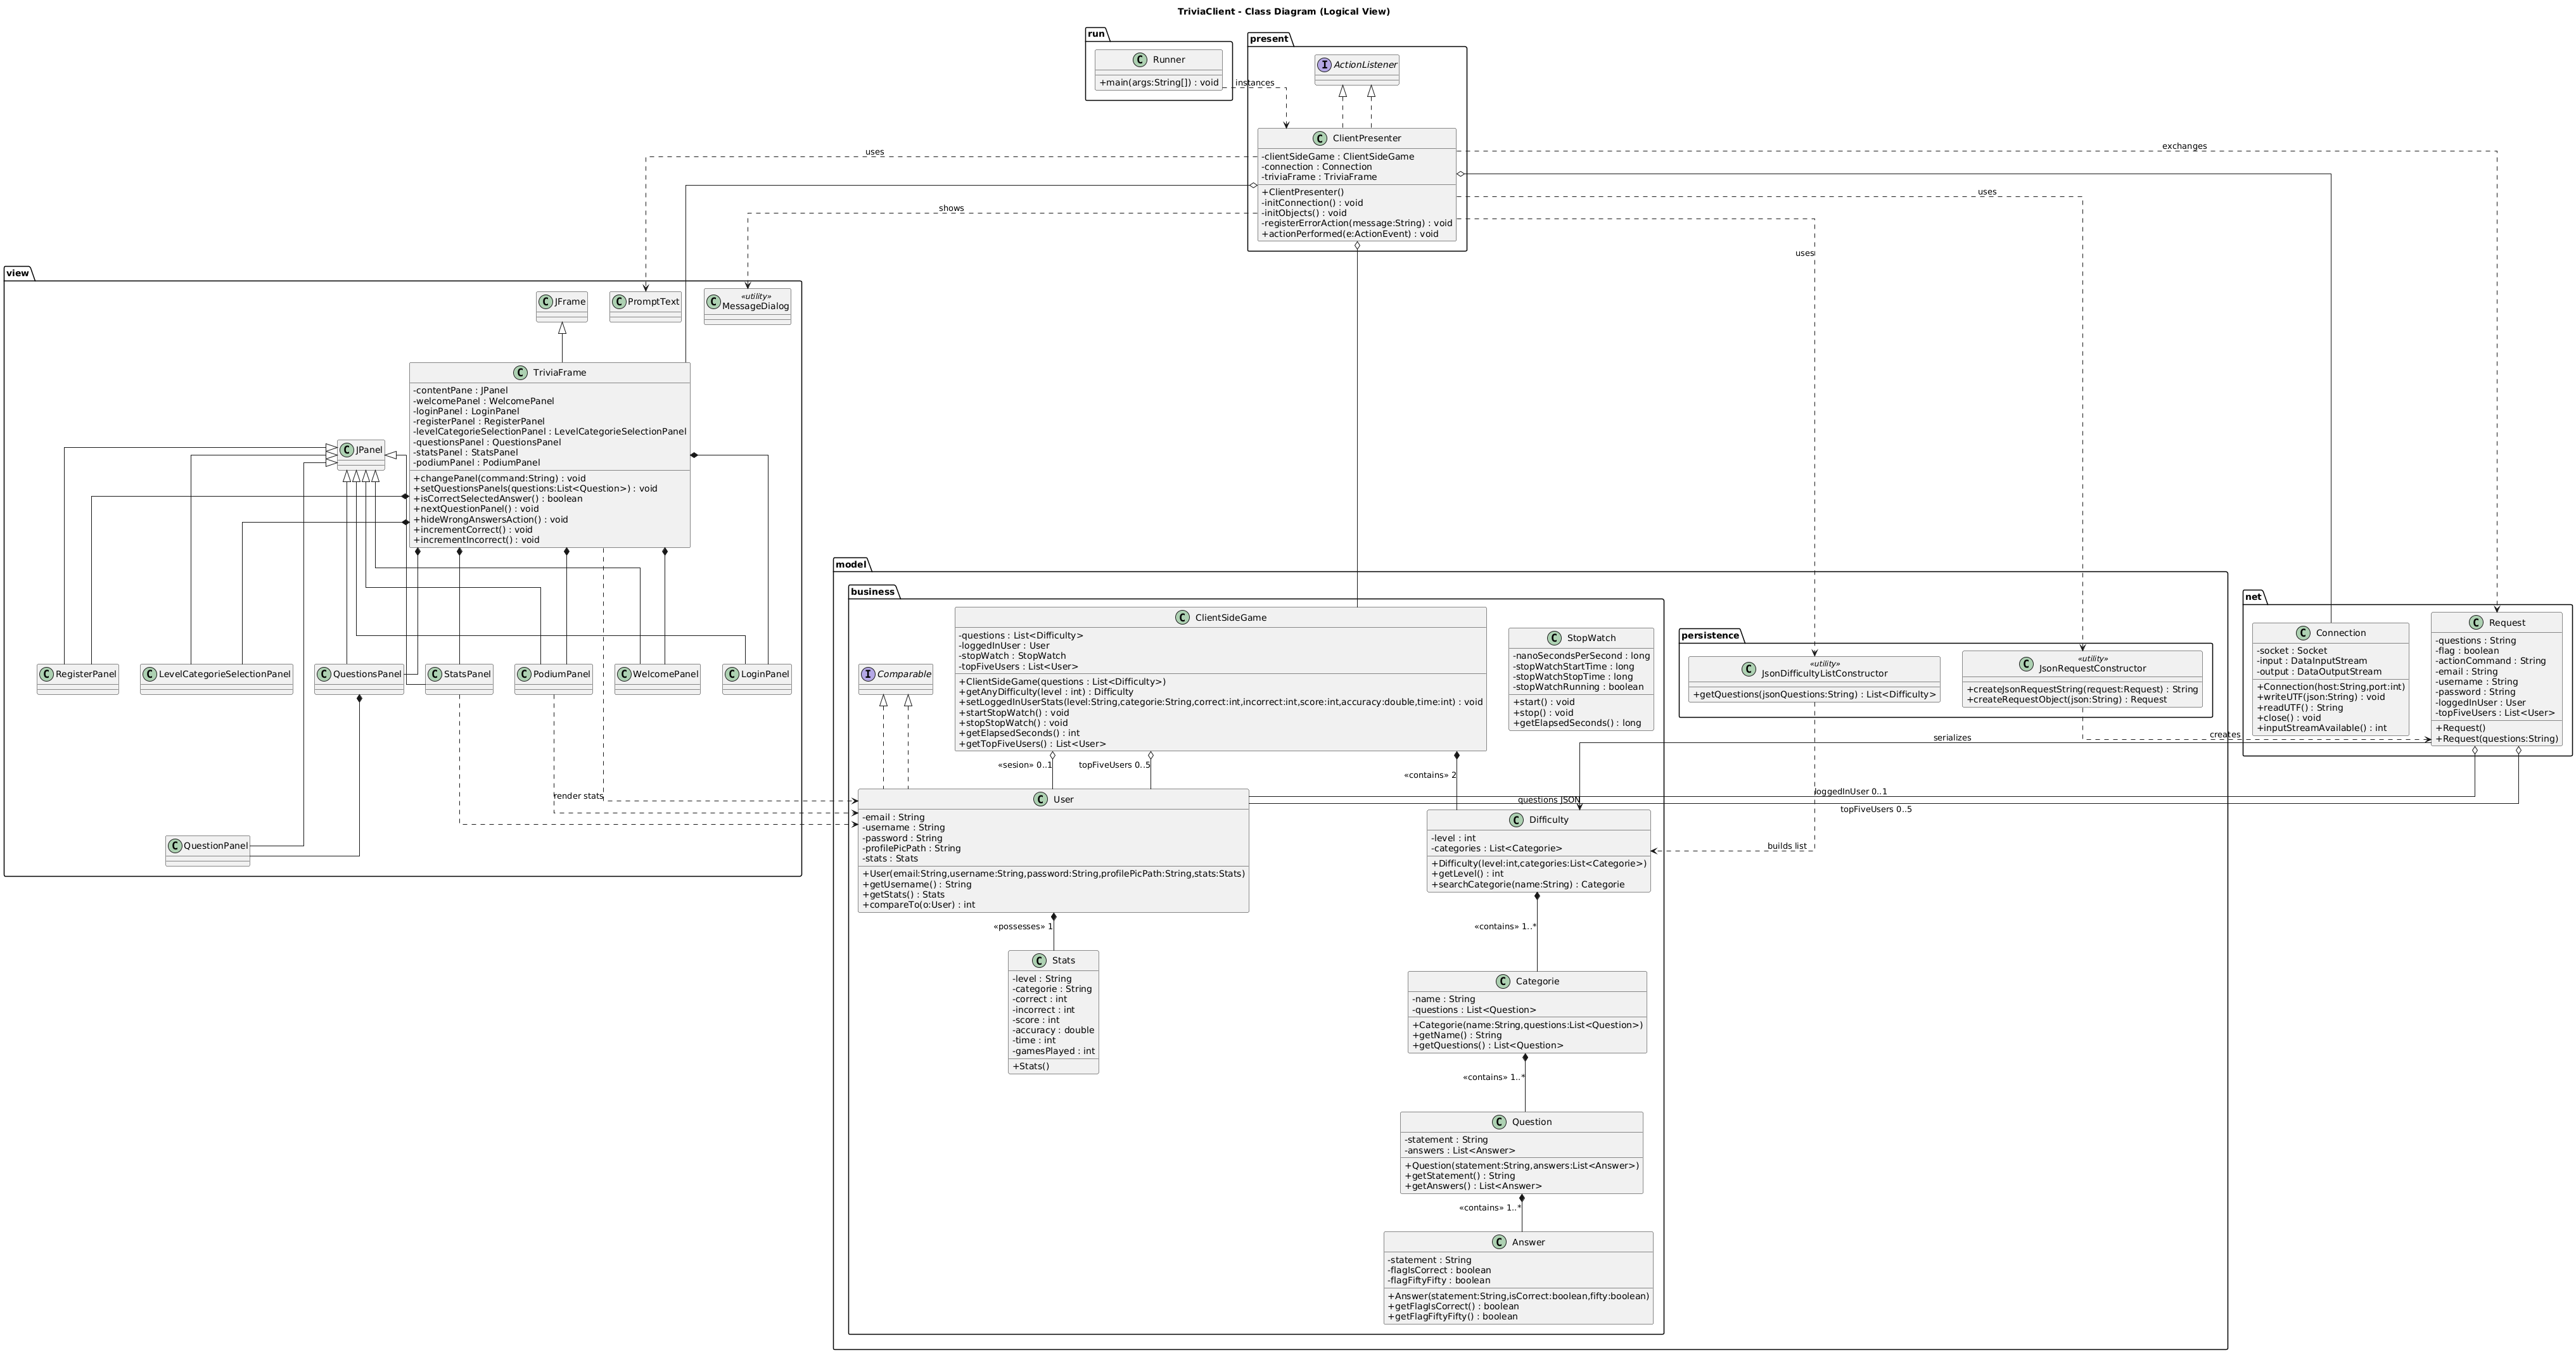 TriviaClient - Class Diagram (Logical View)
run
C Runner
+main(args:String[]) : void
instances
present
I ActionListener
C ClientPresenter
-clientSideGame : ClientSideGame
-connection : Connection
-triviaFrame : TriviaFrame
+ClientPresenter()
-initConnection() : void
-initObjects() : void
-registerErrorAction(message:String) : void
+actionPerformed(e:ActionEvent) : void
uses
shows
exchanges
uses
uses
view
C JFrame
C PromptText
C «utility»
MessageDialog
C TriviaFrame
-contentPane : JPanel
-welcomePanel : WelcomePanel
-loginPanel : LoginPanel
-registerPanel : RegisterPanel
-levelCategorieSelectionPanel : LevelCategorieSelectionPanel
-questionsPanel : QuestionsPanel
-statsPanel : StatsPanel
-podiumPanel : PodiumPanel
+changePanel(command:String) : void
+setQuestionsPanels(questions:List<Question>) : void
+isCorrectSelectedAnswer() : boolean
+nextQuestionPanel() : void
+hideWrongAnswersAction() : void
+incrementCorrect() : void
+incrementIncorrect() : void
C JPanel
C RegisterPanel
C LevelCategorieSelectionPanel
C QuestionsPanel
C StatsPanel
C PodiumPanel
C WelcomePanel
C LoginPanel
C QuestionPanel
render stats
model
business
C ClientSideGame
-questions : List<Difficulty>
-loggedInUser : User
-stopWatch : StopWatch
-topFiveUsers : List<User>
+ClientSideGame(questions : List<Difficulty>)
+getAnyDifficulty(level : int) : Difficulty
+setLoggedInUserStats(level:String,categorie:String,correct:int,incorrect:int,score:int,accuracy:double,time:int) : void
+startStopWatch() : void
+stopStopWatch() : void
+getElapsedSeconds() : int
+getTopFiveUsers() : List<User>
C StopWatch
-nanoSecondsPerSecond : long
-stopWatchStartTime : long
-stopWatchStopTime : long
-stopWatchRunning : boolean
+start() : void
+stop() : void
+getElapsedSeconds() : long
I Comparable
«sesion» 0..1
topFiveUsers 0..5
«contains» 2
C User
-email : String
-username : String
-password : String
-profilePicPath : String
-stats : Stats
+User(email:String,username:String,password:String,profilePicPath:String,stats:Stats)
+getUsername() : String
+getStats() : Stats
+compareTo(o:User) : int
«possesses» 1
C Stats
-level : String
-categorie : String
-correct : int
-incorrect : int
-score : int
-accuracy : double
-time : int
-gamesPlayed : int
+Stats()
questions JSON
C Difficulty
-level : int
-categories : List<Categorie>
+Difficulty(level:int,categories:List<Categorie>)
+getLevel() : int
+searchCategorie(name:String) : Categorie
«contains» 1..*
C Categorie
-name : String
-questions : List<Question>
+Categorie(name:String,questions:List<Question>)
+getName() : String
+getQuestions() : List<Question>
«contains» 1..*
C Question
-statement : String
-answers : List<Answer>
+Question(statement:String,answers:List<Answer>)
+getStatement() : String
+getAnswers() : List<Answer>
«contains» 1..*
C Answer
-statement : String
-flagIsCorrect : boolean
-flagFiftyFifty : boolean
+Answer(statement:String,isCorrect:boolean,fifty:boolean)
+getFlagIsCorrect() : boolean
+getFlagFiftyFifty() : boolean
persistence
C «utility»
JsonDifficultyListConstructor
+getQuestions(jsonQuestions:String) : List<Difficulty>
C «utility»
JsonRequestConstructor
+createJsonRequestString(request:Request) : String
+createRequestObject(json:String) : Request
serializes
creates
loggedInUser 0..1
topFiveUsers 0..5
builds list
net
C Connection
-socket : Socket
-input : DataInputStream
-output : DataOutputStream
+Connection(host:String,port:int)
+writeUTF(json:String) : void
+readUTF() : String
+close() : void
+inputStreamAvailable() : int
C Request
-questions : String
-flag : boolean
-actionCommand : String
-email : String
-username : String
-password : String
-loggedInUser : User
-topFiveUsers : List<User>
+Request()
+Request(questions:String)